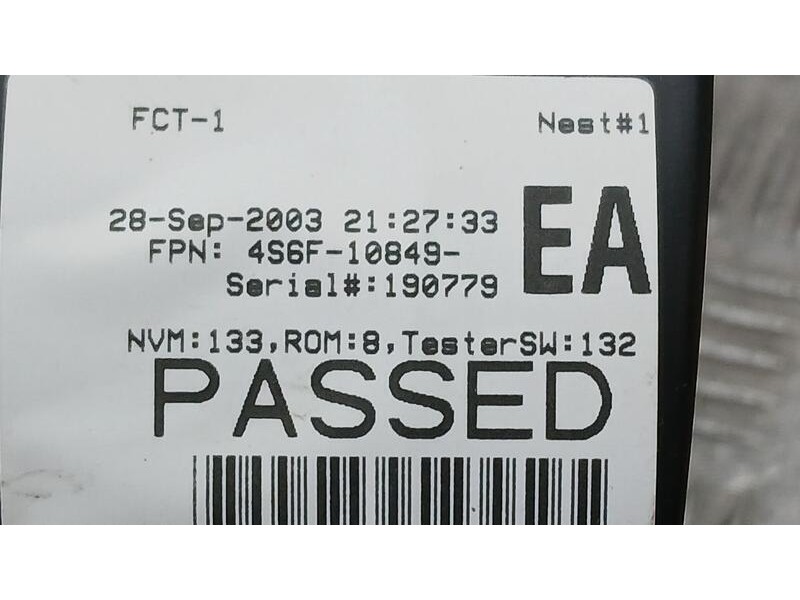 FCT-1 Nest#1
28-Sep-2003 21:27:33 EA
FPN: 4S6F-10849-
Serial#:190779
NVM:133,ROM:8,TesterSW:132
PASSED